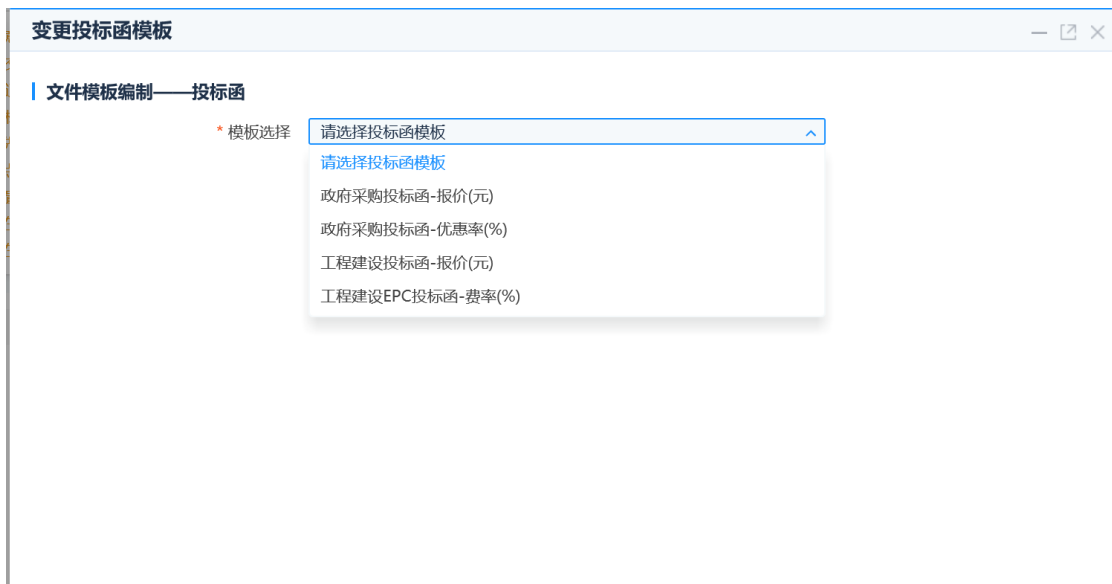 变更投标函模板
文件模板编制——投标函
* 模板选择 请选择投标函模板
请选择投标函模板
政府采购投标函-报价(元)
政府采购投标函-优惠率(%)
工程建设投标函-报价(元)
工程建设EPC投标函-费率(%)